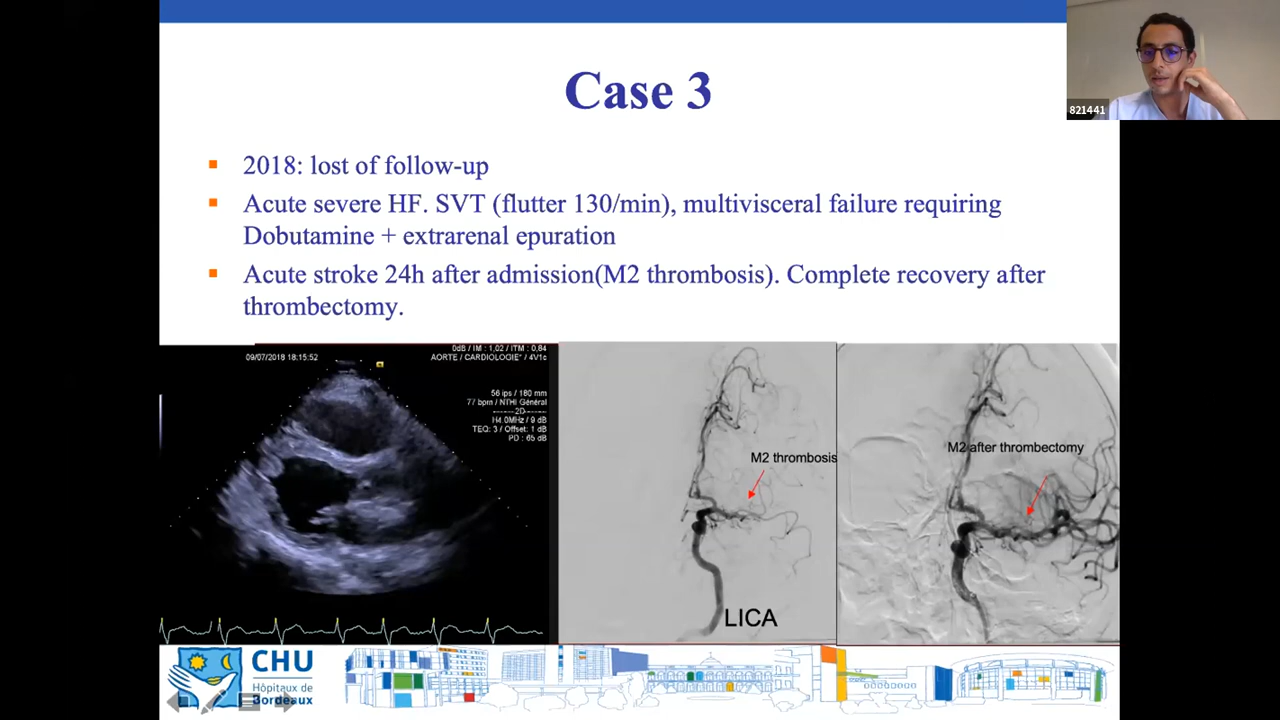 Case 3
821441
2018: lost of follow-up
Acute severe HF. SVT (flutter 130/min), multivisceral failure requiring
Dobutamine + extrarenal epuration
Acute stroke 24h after admission(M2 thrombosis). Complete recovery after
thrombectomy.
09/07/2018 18:15:52
0dB / IM : 1,02 / ITM : 0,84
AORTE / CARDIOLOGIE* / 4V1c
56 ips / 180 mm
77 bpm / NTHI Général
2D
H4.0MHz / 9 dB
TEQ: 3 / Offset: 1 dB
PD : 65 dB
M2 thrombosis
LICA
M2 after thrombectomy
CHU
Hôpitaux de
Bordeaux